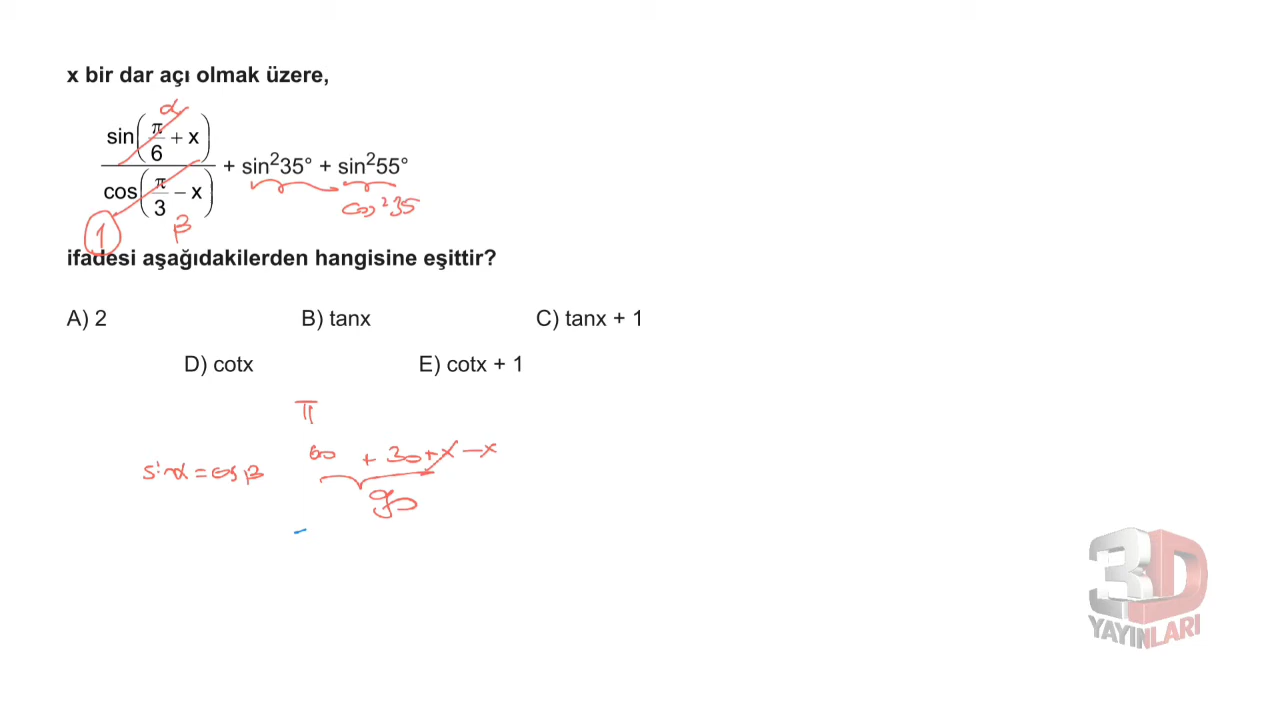 x bir dar açı olmak üzere,
α
sin(π/6 + x)
cos(π/3 − x)
+ sin²35° + sin²55°
cos²35
1
β
ifadesi aşağıdakilerden hangisine eşittir?
A) 2 B) tanx C) tanx + 1
D) cotx E) cotx + 1
π
60 + 30 + x − x
sinα = cosβ
90
3D
YAYINLARI